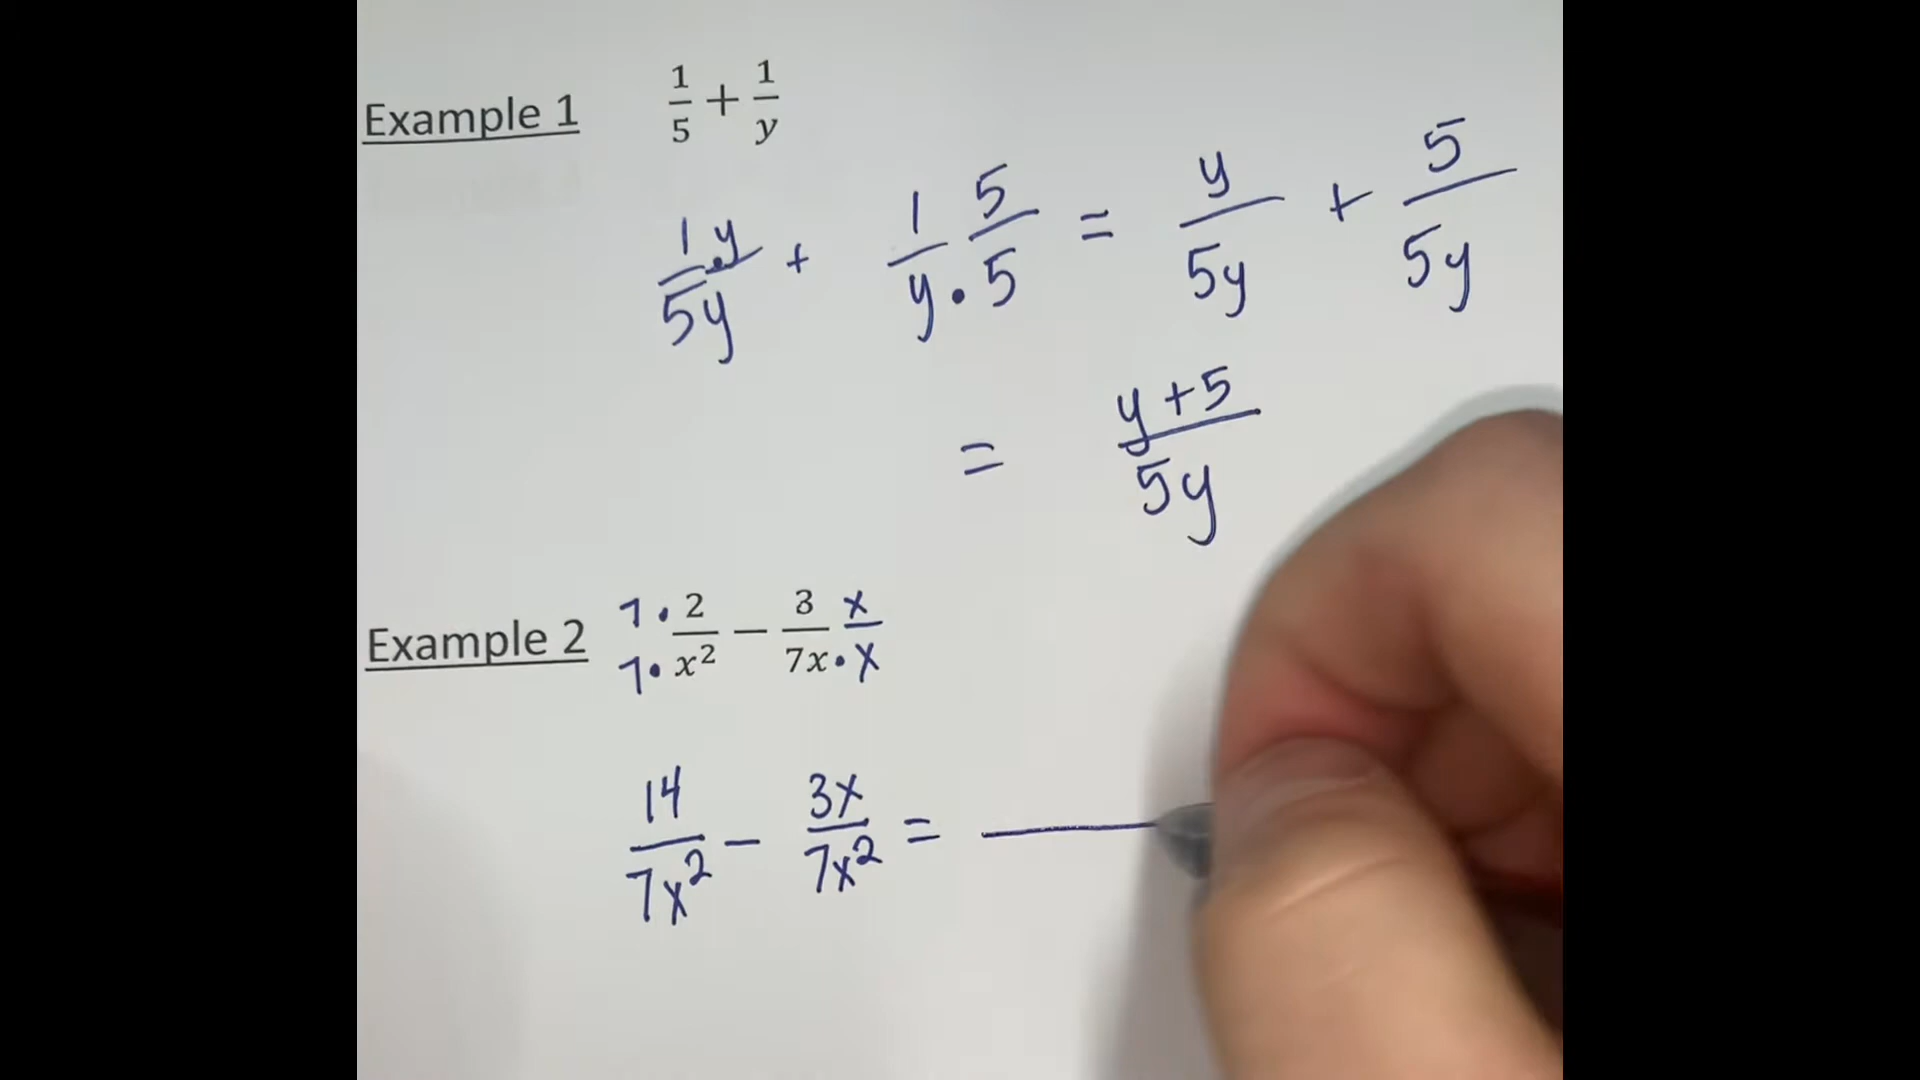 Example 1 1/5 + 1/y
1·y/5y + 1/y · 5/5 = y/5y + 5/5y
= y+5/5y
Example 2 7·/7· 2/x² − 3/7x · x/x
14/7x² − 3x/7x² =